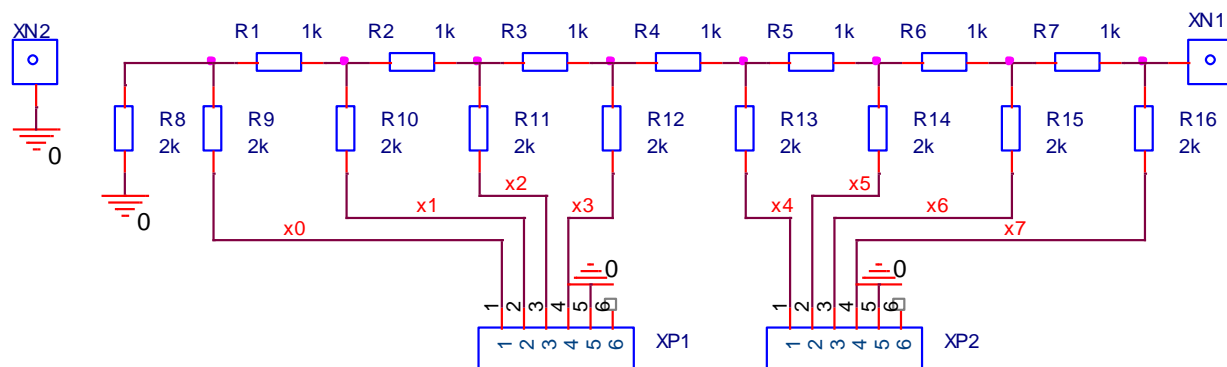 XN2 R1 1k R2 1k R3 1k R4 1k R5 1k R6 1k R7 1k XN1
R8 R9 R10 R11 R12 R13 R14 R15 R16
2k 2k 2k 2k 2k 2k 2k 2k 2k
0
x2 x5
x1 x3 x4 x6
0
x0 x7
0 0
1 2 3 4 5 6 1 2 3 4 5 6
1 2 3 4 5 6 XP1 1 2 3 4 5 6 XP2